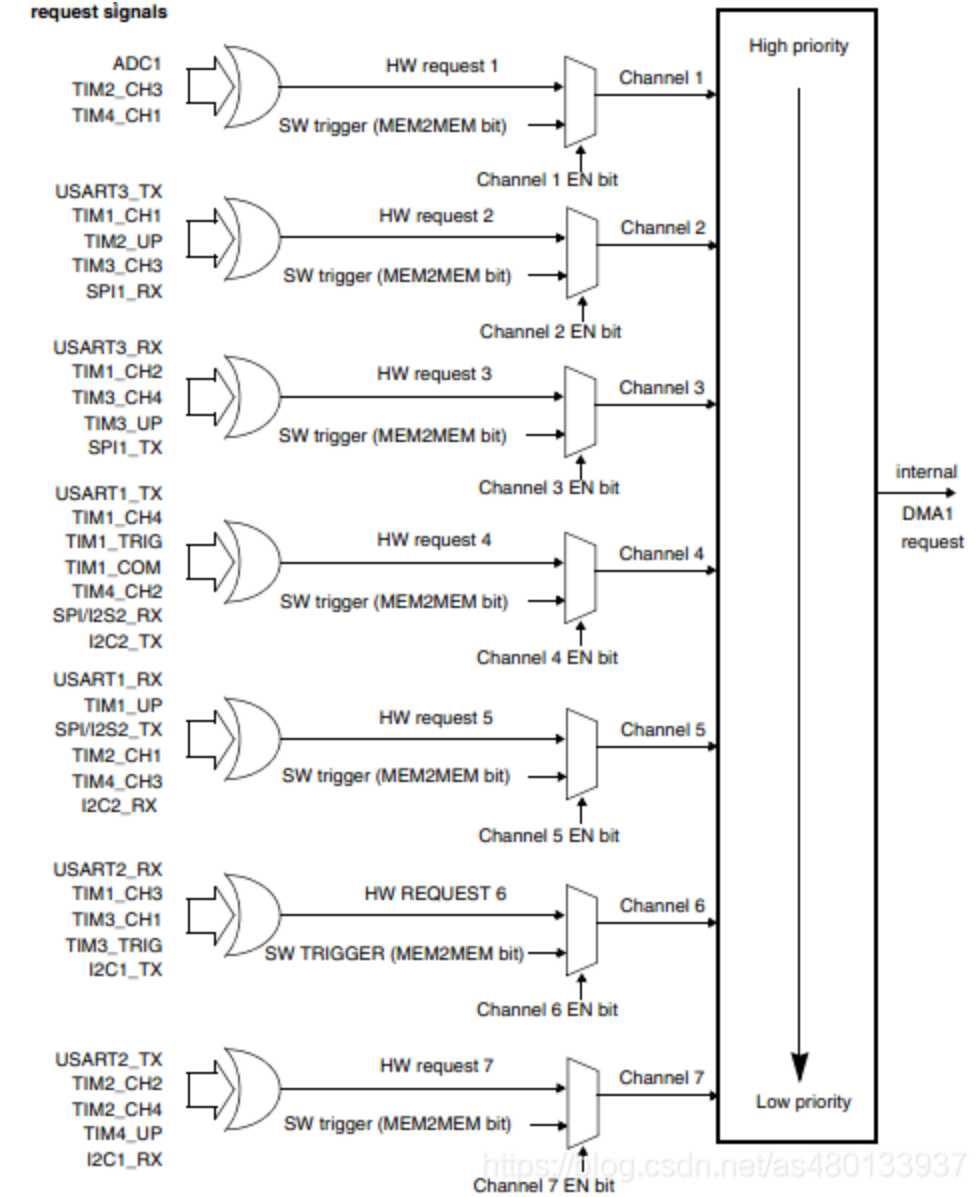 request signals
High priority
ADC1
TIM2_CH3
TIM4_CH1
HW request 1
SW trigger (MEM2MEM bit)
Channel 1
Channel 1 EN bit
USART3_TX
TIM1_CH1
TIM2_UP
TIM3_CH3
SPI1_RX
HW request 2
SW trigger (MEM2MEM bit)
Channel 2
Channel 2 EN bit
USART3_RX
TIM1_CH2
TIM3_CH4
TIM3_UP
SPI1_TX
HW request 3
SW trigger (MEM2MEM bit)
Channel 3
Channel 3 EN bit
internal
DMA1
request
USART1_TX
TIM1_CH4
TIM1_TRIG
TIM1_COM
TIM4_CH2
SPI/I2S2_RX
I2C2_TX
HW request 4
SW trigger (MEM2MEM bit)
Channel 4
Channel 4 EN bit
USART1_RX
TIM1_UP
SPI/I2S2_TX
TIM2_CH1
TIM4_CH3
I2C2_RX
HW request 5
SW trigger (MEM2MEM bit)
Channel 5
Channel 5 EN bit
USART2_RX
TIM1_CH3
TIM3_CH1
TIM3_TRIG
I2C1_TX
HW REQUEST 6
SW TRIGGER (MEM2MEM bit)
Channel 6
Channel 6 EN bit
USART2_TX
TIM2_CH2
TIM2_CH4
TIM4_UP
I2C1_RX
HW request 7
SW trigger (MEM2MEM bit)
Channel 7
Channel 7 EN bit
Low priority
https://blog.csdn.net/as480133937